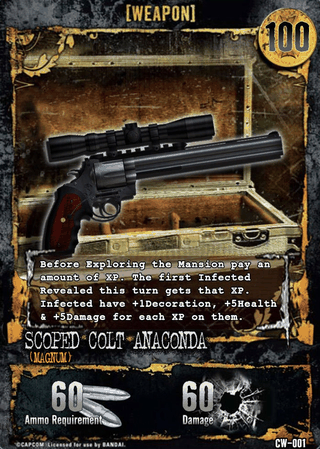 [WEAPON]
100
Before Exploring the Mansion pay an
amount of XP. The first Infected
Revealed this turn gets that XP.
Infected have +1Decoration, +5Health
& +5Damage for each XP on them.
SCOPED COLT ANACONDA
(MAGNUM)
60
Ammo Requirement
60
Damage
©CAPCOM Licensed for use by BANDAI.
CW-001